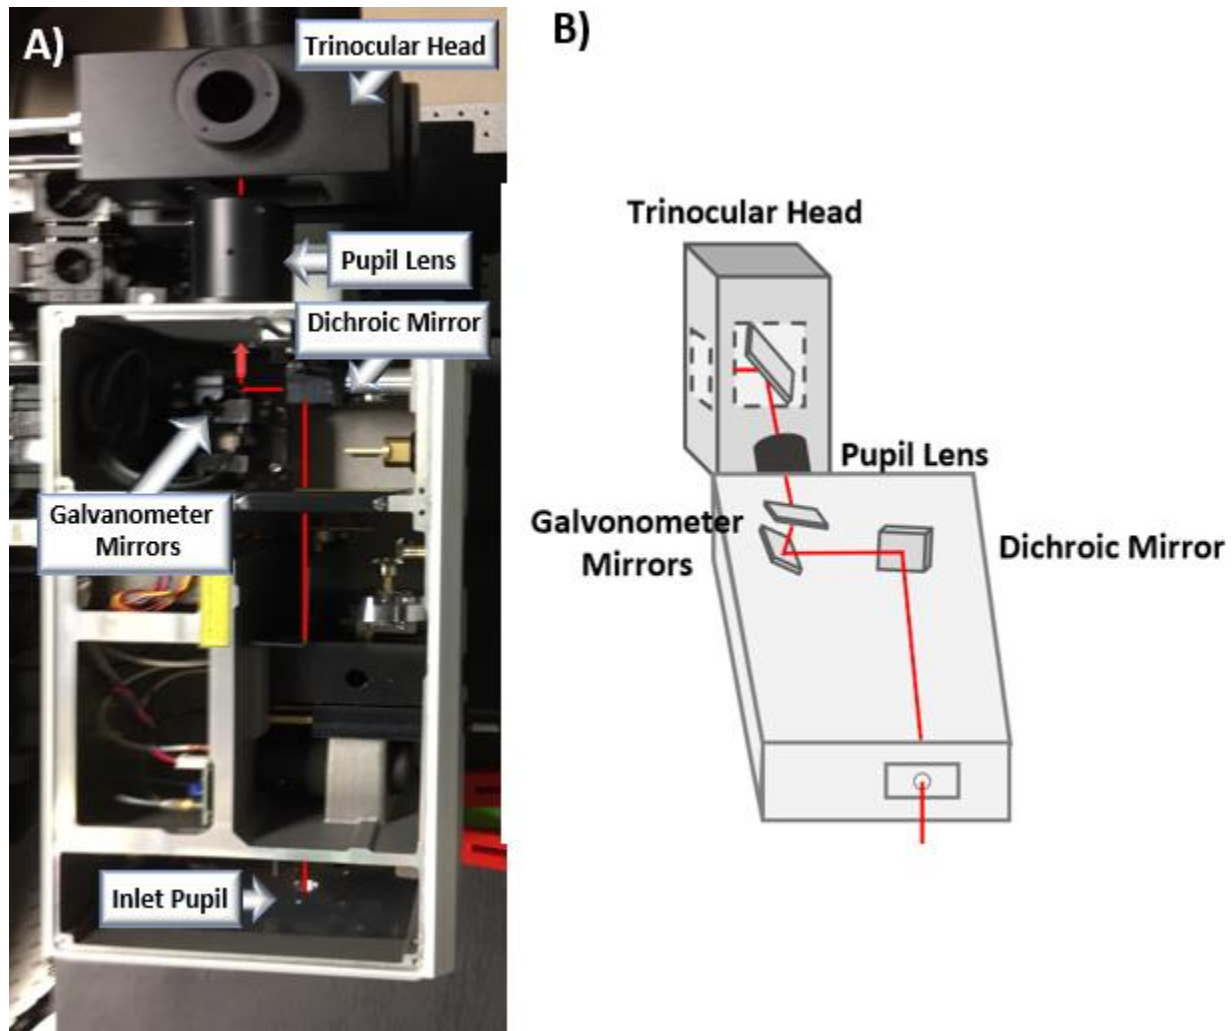 A)
Trinocular Head
Pupil Lens
Dichroic Mirror
Galvanometer
Mirrors
Inlet Pupil
B)
Trinocular Head
Pupil Lens
Galvonometer
Mirrors
Dichroic Mirror